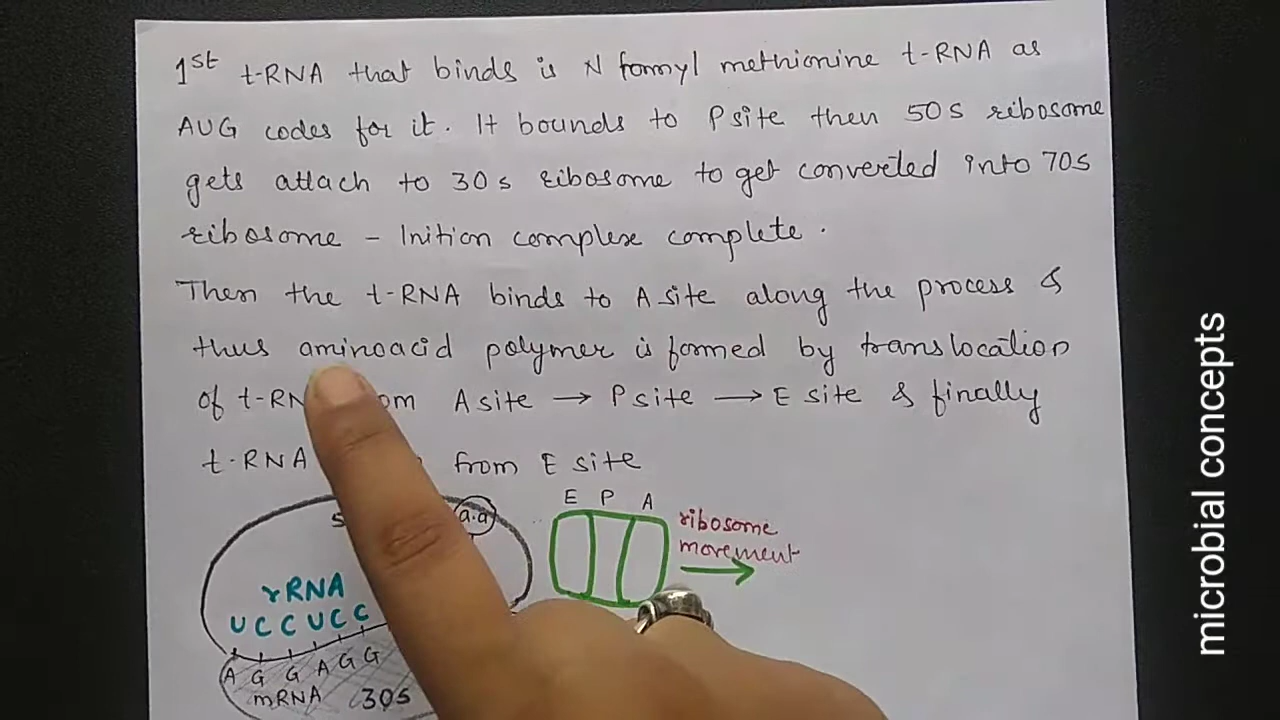 1st t-RNA that binds is N formyl methionine t-RNA as
AUG codes for it. It bounds to P site then 50s ribosome
gets attach to 30s ribosome to get converted into 70s
ribosome - Inition complex complete.
Then the t-RNA binds to A site along the process &
thus aminoacid polymer is formed by translocation
of t-RN om A site → P site → E site & finally
t-RNA from E site
E P A
a.a
ribosome
movement
rRNA
U C C U C C
A G G A G G
mRNA 30s
microbial concepts